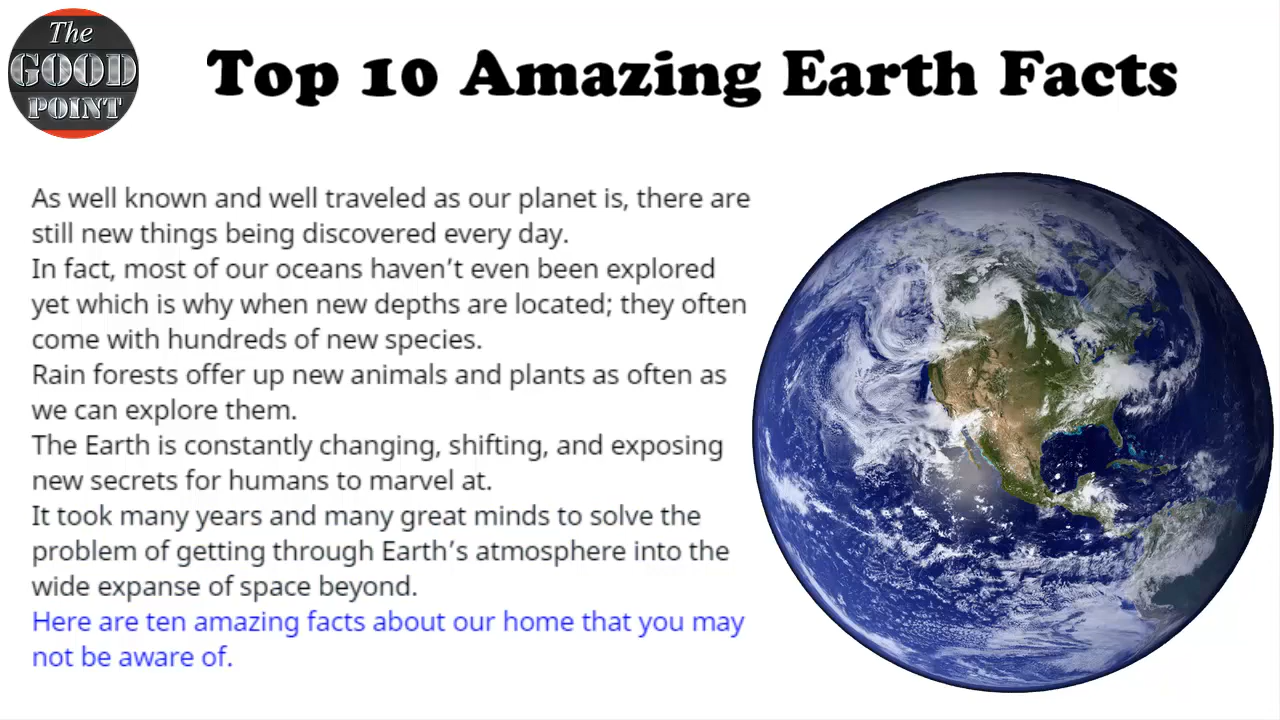 The
GOOD
POINT
Top 10 Amazing Earth Facts
As well known and well traveled as our planet is, there are
still new things being discovered every day.
In fact, most of our oceans haven’t even been explored
yet which is why when new depths are located; they often
come with hundreds of new species.
Rain forests offer up new animals and plants as often as
we can explore them.
The Earth is constantly changing, shifting, and exposing
new secrets for humans to marvel at.
It took many years and many great minds to solve the
problem of getting through Earth’s atmosphere into the
wide expanse of space beyond.
Here are ten amazing facts about our home that you may
not be aware of.